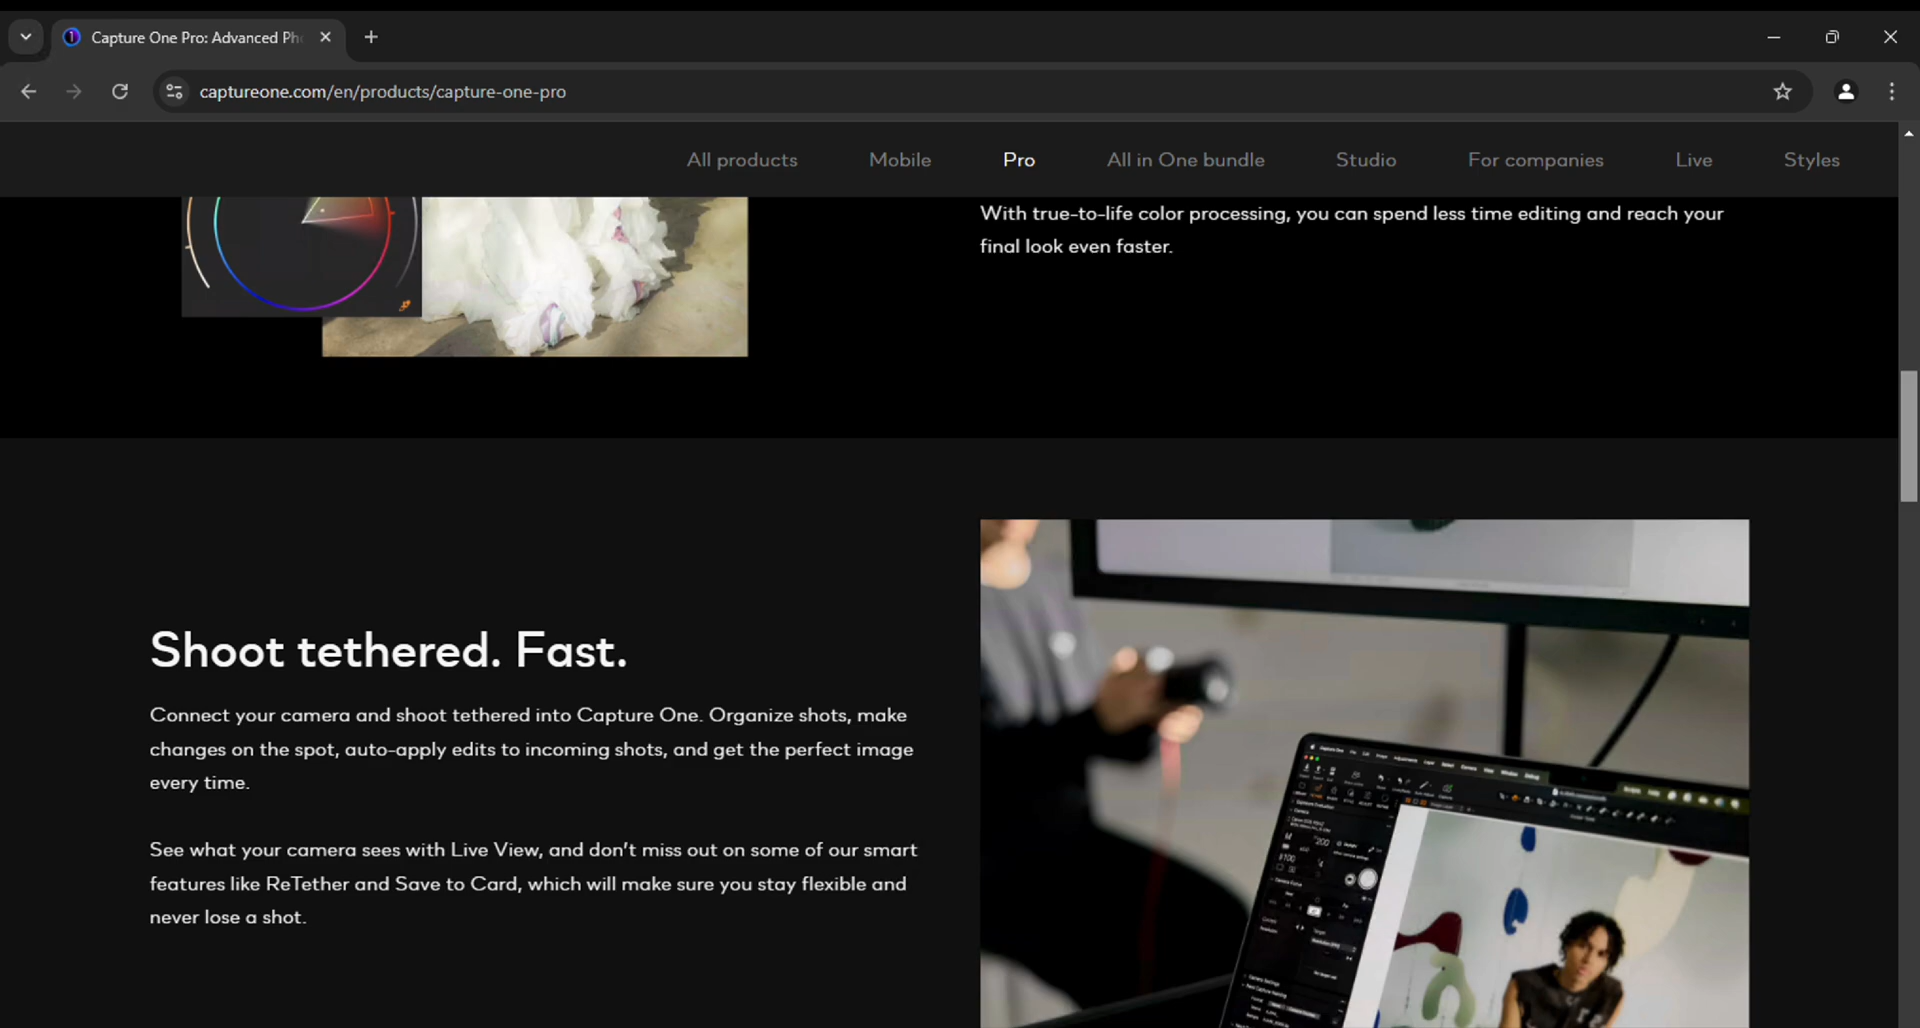 Capture One Pro: Advanced Ph
captureone.com/en/products/capture-one-pro
All products Mobile Pro All in One bundle Studio For companies Live Styles
With true-to-life color processing, you can spend less time editing and reach your
final look even faster.
Shoot tethered. Fast.
Connect your camera and shoot tethered into Capture One. Organize shots, make
changes on the spot, auto-apply edits to incoming shots, and get the perfect image
every time.
See what your camera sees with Live View, and don't miss out on some of our smart
features like ReTether and Save to Card, which will make sure you stay flexible and
never lose a shot.